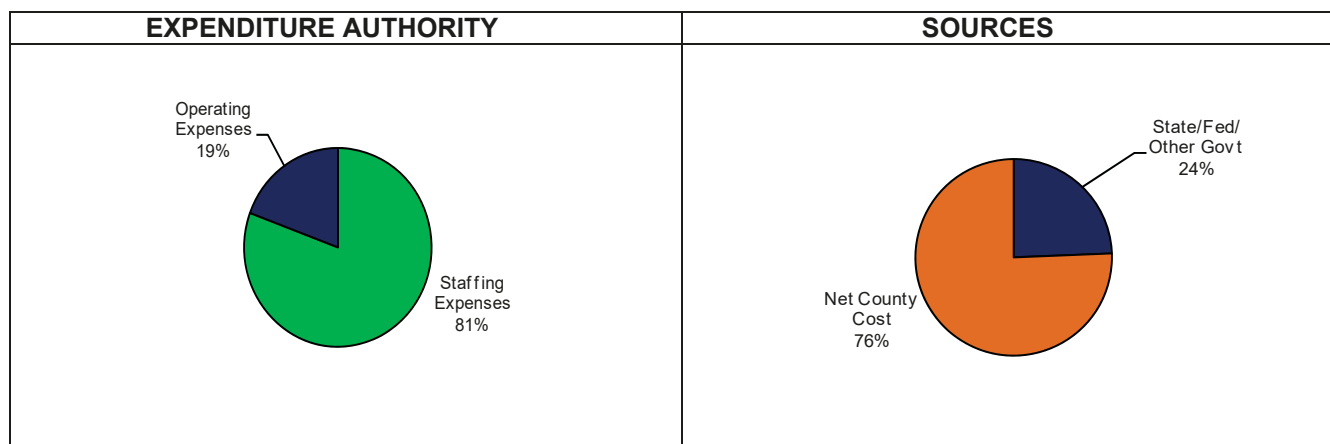 EXPENDITURE AUTHORITY
Operating
Expenses
19%
Staffing
Expenses
81%
SOURCES
State/Fed/
Other Govt
24%
Net County
Cost
76%